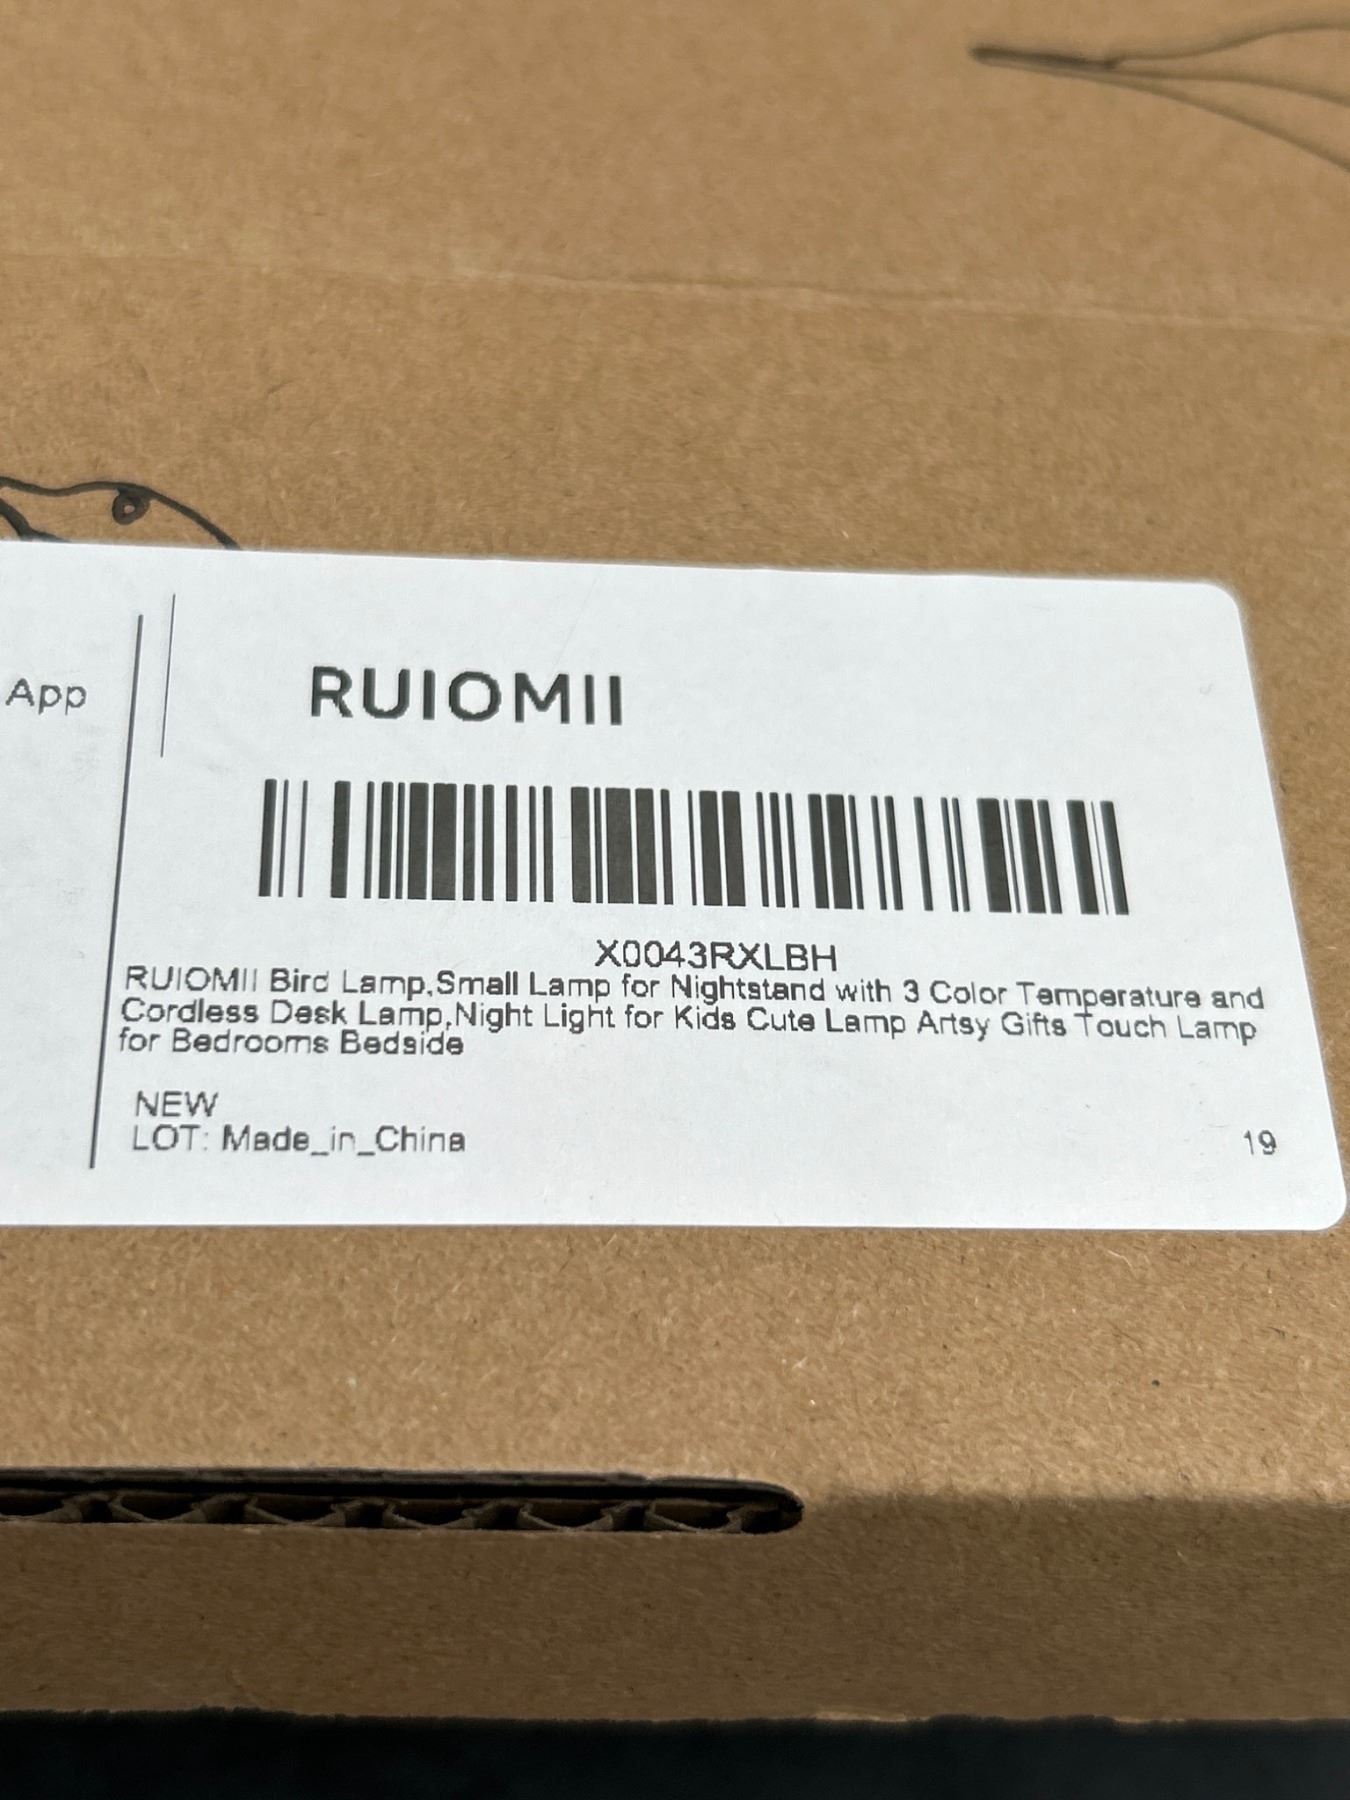 App
RUIOMII
X0043RXLBH
RUIOMII Bird Lamp,Small Lamp for Nightstand with 3 Color Temperature and
Cordless Desk Lamp,Night Light for Kids Cute Lamp Artsy Gifts Touch Lamp
for Bedrooms Bedside
NEW
LOT: Made_in_China
19